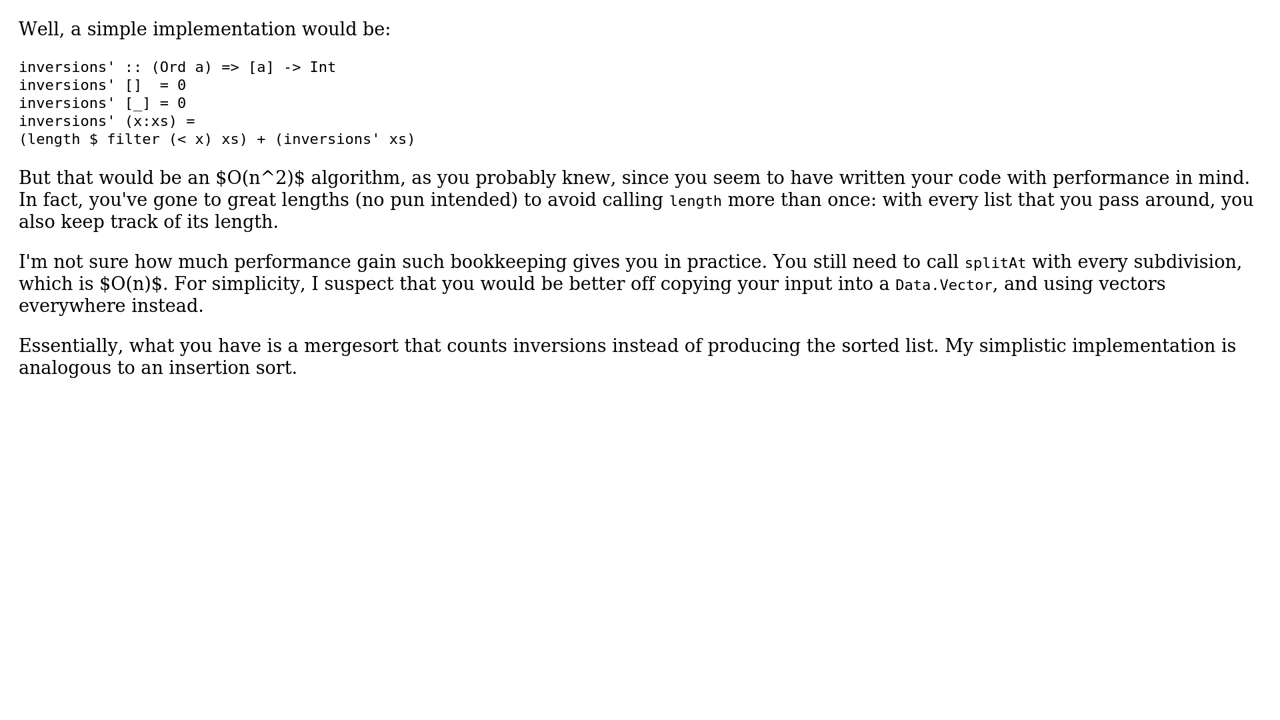 Well, a simple implementation would be:
inversions' :: (Ord a) => [a] -> Int
inversions' []  = 0
inversions' [_] = 0
inversions' (x:xs) =
(length $ filter (< x) xs) + (inversions' xs)
But that would be an $O(n^2)$ algorithm, as you probably knew, since you seem to have written your code with performance in mind.
In fact, you've gone to great lengths (no pun intended) to avoid calling length more than once: with every list that you pass around, you
also keep track of its length.
I'm not sure how much performance gain such bookkeeping gives you in practice. You still need to call splitAt with every subdivision,
which is $O(n)$. For simplicity, I suspect that you would be better off copying your input into a Data.Vector, and using vectors
everywhere instead.
Essentially, what you have is a mergesort that counts inversions instead of producing the sorted list. My simplistic implementation is
analogous to an insertion sort.